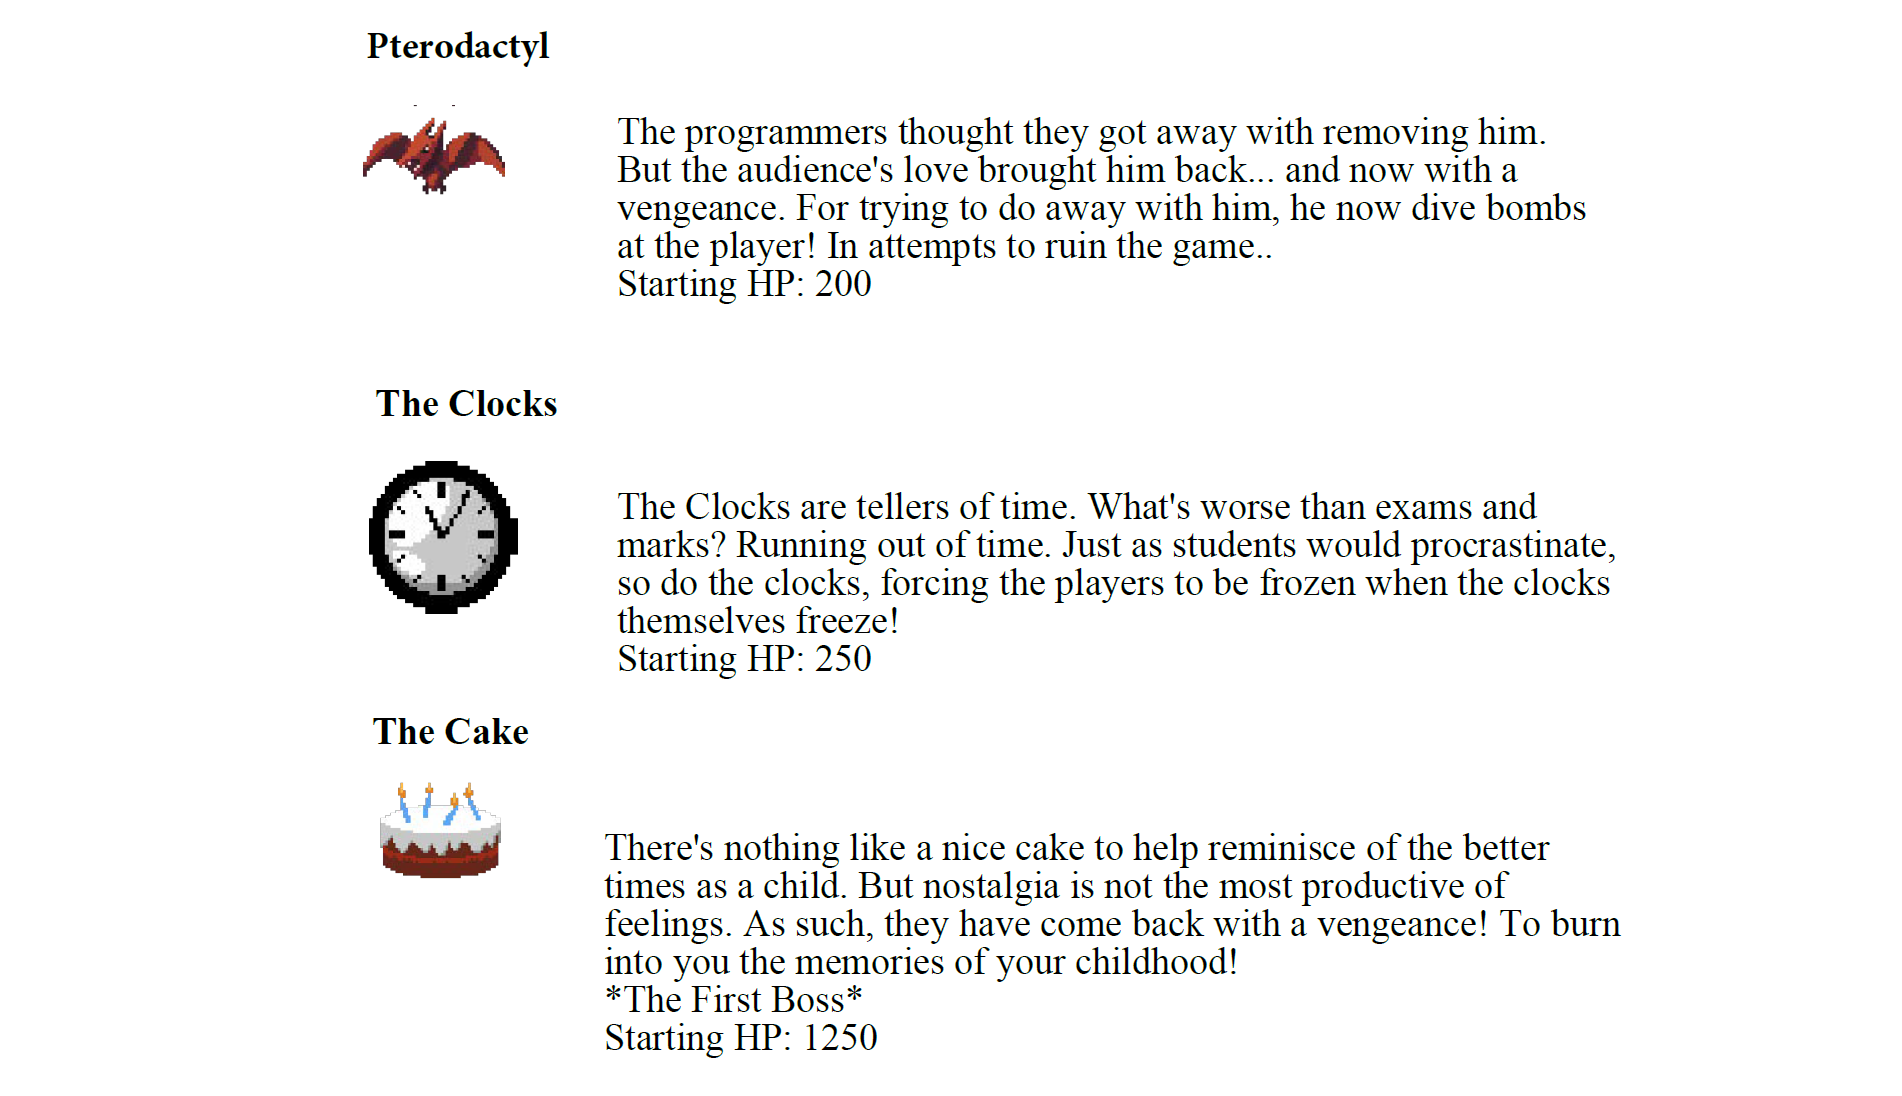 Pterodactyl
The programmers thought they got away with removing him.
But the audience's love brought him back... and now with a
vengeance. For trying to do away with him, he now dive bombs
at the player! In attempts to ruin the game..
Starting HP: 200
The Clocks
The Clocks are tellers of time. What's worse than exams and
marks? Running out of time. Just as students would procrastinate,
so do the clocks, forcing the players to be frozen when the clocks
themselves freeze!
Starting HP: 250
The Cake
There's nothing like a nice cake to help reminisce of the better
times as a child. But nostalgia is not the most productive of
feelings. As such, they have come back with a vengeance! To burn
into you the memories of your childhood!
*The First Boss*
Starting HP: 1250